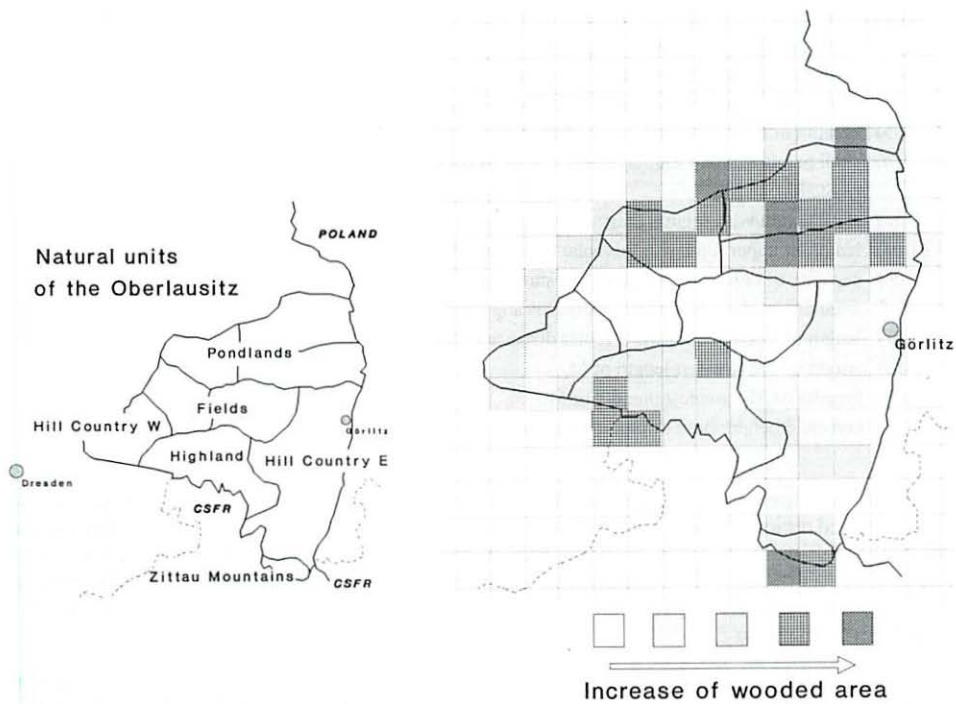 POLAND
Natural units
of the Oberlausitz
Pondlands
Fields
Hill Country W
Görlitz
Highland
Hill Country E
Dresden
CSFR
Zittau Mountains
CSFR
Görlitz
Increase of wooded area